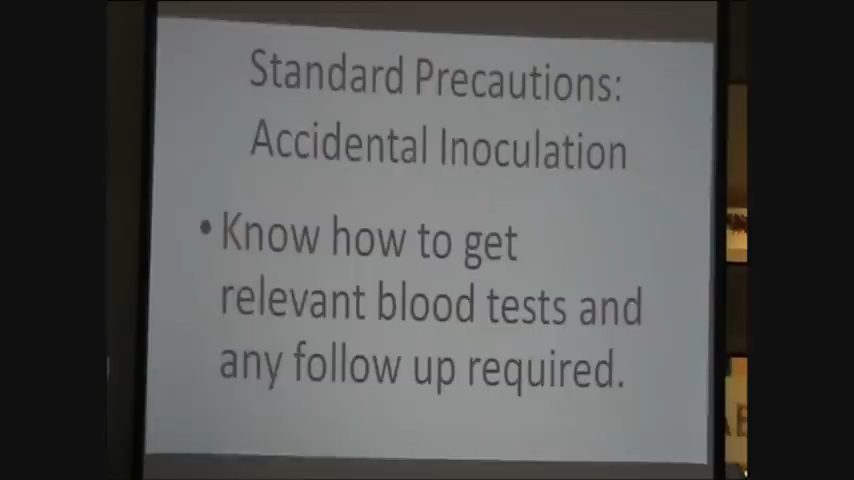 Standard Precautions:
Accidental Inoculation
• Know how to get
relevant blood tests and
any follow up required.